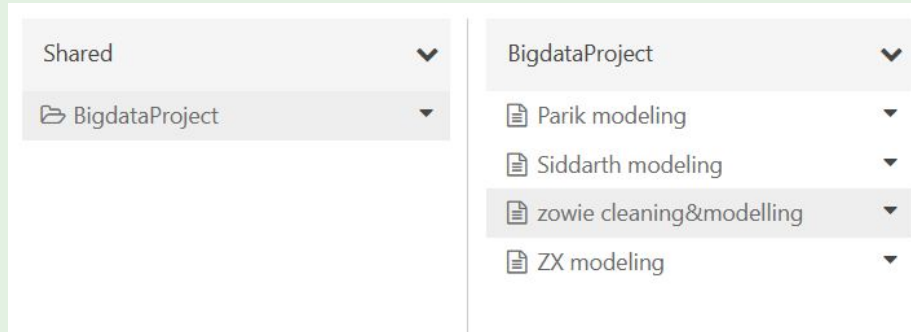 Shared
BigdataProject
BigdataProject
Parik modeling
Siddarth modeling
zowie cleaning&modelling
ZX modeling